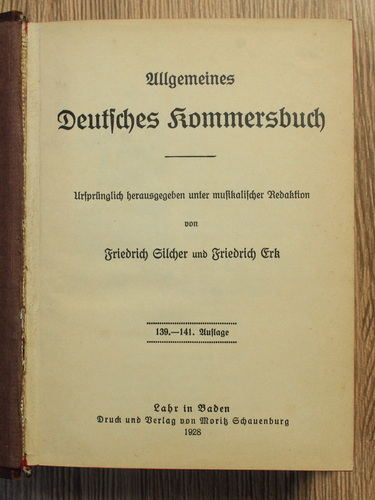 Allgemeines
Deutsches Kommersbuch
Ursprünglich herausgegeben unter musikalischer Redaktion
von
Friedrich Silcher und Friedrich Erk
139.—141. Auflage
Lahr in Baden
Druck und Verlag von Moritz Schauenburg
1928